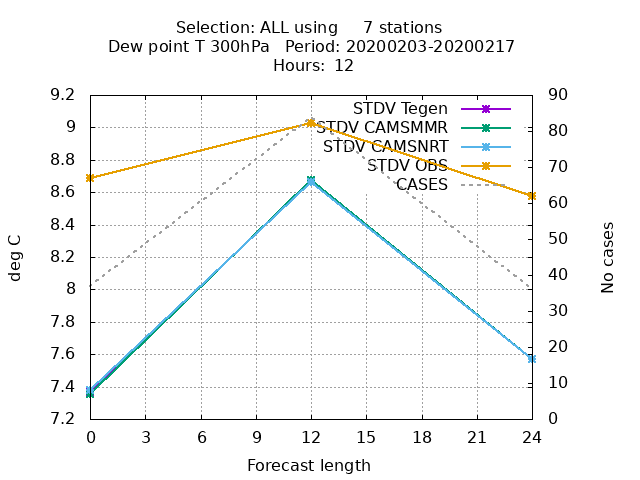 Selection: ALL using     7 stations
Dew point T 300hPa   Period: 20200203-20200217
Hours:  12
9.2
9
8.8
8.6
8.4
8.2
8
7.8
7.6
7.4
7.2
deg C
90
80
70
60
50
40
30
20
10
0
No cases
STDV Tegen
STDV CAMSMMR
STDV CAMSNRT
STDV OBS
CASES
0 3 6 9 12 15 18 21 24
Forecast length